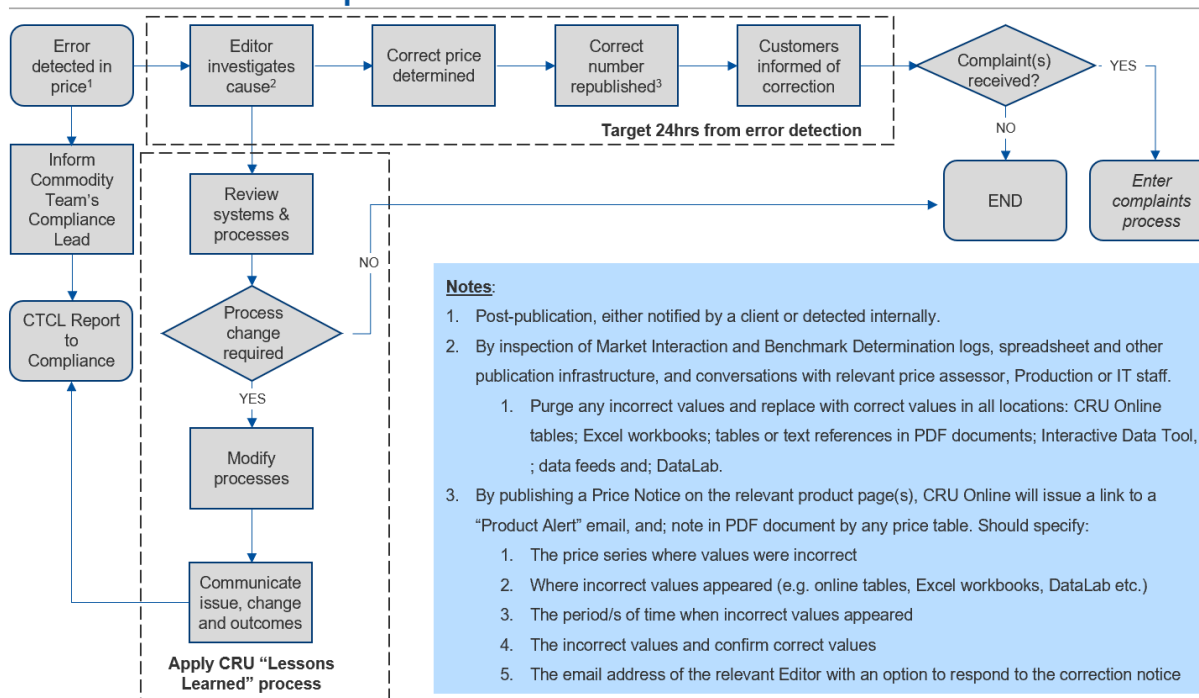 Error
detected in
price1
Editor
investigates
cause2
Correct price
determined
Correct
number
republished3
Customers
informed of
correction
Complaint(s)
received?
YES
Target 24hrs from error detection
NO
Inform
Commodity
Team's
Compliance
Lead
Review
systems &
processes
END
Enter
complaints
process
NO
CTCL Report
to
Compliance
Process
change
required
YES
Modify
processes
Communicate
issue, change
and outcomes
Apply CRU “Lessons
Learned” process
Notes:
1. Post-publication, either notified by a client or detected internally.
2. By inspection of Market Interaction and Benchmark Determination logs, spreadsheet and other
publication infrastructure, and conversations with relevant price assessor, Production or IT staff.
1. Purge any incorrect values and replace with correct values in all locations: CRU Online
tables; Excel workbooks; tables or text references in PDF documents; Interactive Data Tool,
; data feeds and; DataLab.
3. By publishing a Price Notice on the relevant product page(s), CRU Online will issue a link to a
“Product Alert” email, and; note in PDF document by any price table. Should specify:
1. The price series where values were incorrect
2. Where incorrect values appeared (e.g. online tables, Excel workbooks, DataLab etc.)
3. The period/s of time when incorrect values appeared
4. The incorrect values and confirm correct values
5. The email address of the relevant Editor with an option to respond to the correction notice